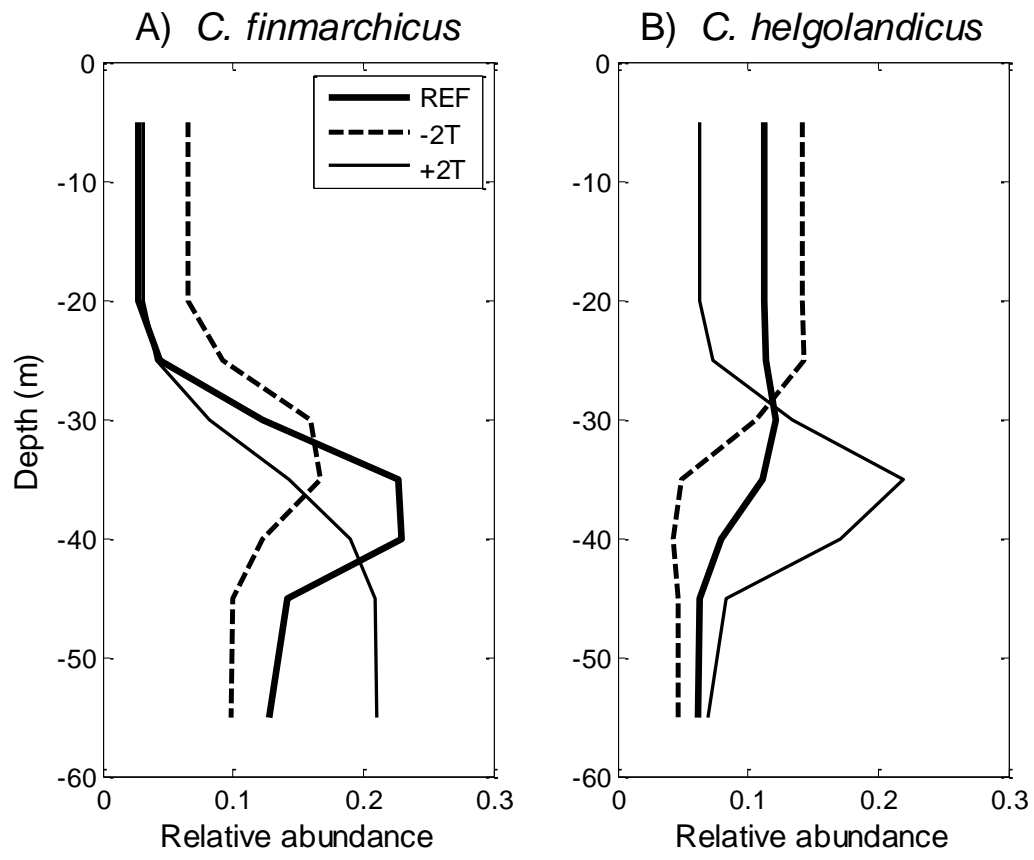 A) C. finmarchicus
B) C. helgolandicus
REF
-2T
+2T
Depth (m)
0
-10
-20
-30
-40
-50
-60
0 0.1 0.2 0.3
Relative abundance
0
-10
-20
-30
-40
-50
-60
0 0.1 0.2 0.3
Relative abundance